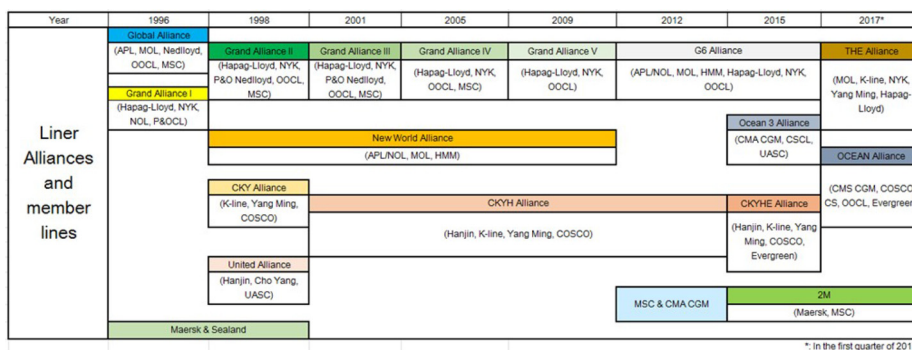 Year
1996
1998
2001
2005
2009
2012
2015
2017*
Liner
Alliances
and
member
lines
Global Alliance
(APL, MOL, Nedlloyd,
OOCL, MSC)
Grand Alliance I
(Hapag-Lloyd, NYK,
NOL, P&OCL)
Grand Alliance II
(Hapag-Lloyd, NYK,
P&O Nedlloyd, OOCL,
MSC)
Grand Alliance III
(Hapag-Lloyd, NYK,
P&O Nedlloyd,
OOCL, MSC)
Grand Alliance IV
(Hapag-Lloyd, NYK,
OOCL, MSC)
Grand Alliance V
(Hapag-Lloyd, NYK,
OOCL)
G6 Alliance
(APL/NOL, MOL, HMM, Hapag-Lloyd, NYK,
OOCL)
THE Alliance
(MOL, K-line, NYK,
Yang Ming, Hapag-
Lloyd)
New World Alliance
(APL/NOL, MOL, HMM)
Ocean 3 Alliance
(CMA CGM, CSCL,
UASC)
OCEAN Alliance
(CMS CGM, COSCO
CS, OOCL, Evergreen
CKY Alliance
(K-line, Yang Ming,
COSCO)
CKYH Alliance
(Hanjin, K-line, Yang Ming, COSCO)
CKYHE Alliance
(Hanjin, K-line, Yang
Ming, COSCO,
Evergreen)
United Alliance
(Hanjin, Cho Yang,
UASC)
MSC & CMA CGM
2M
(Maersk, MSC)
Maersk & Sealand
*: In the first quarter of 201